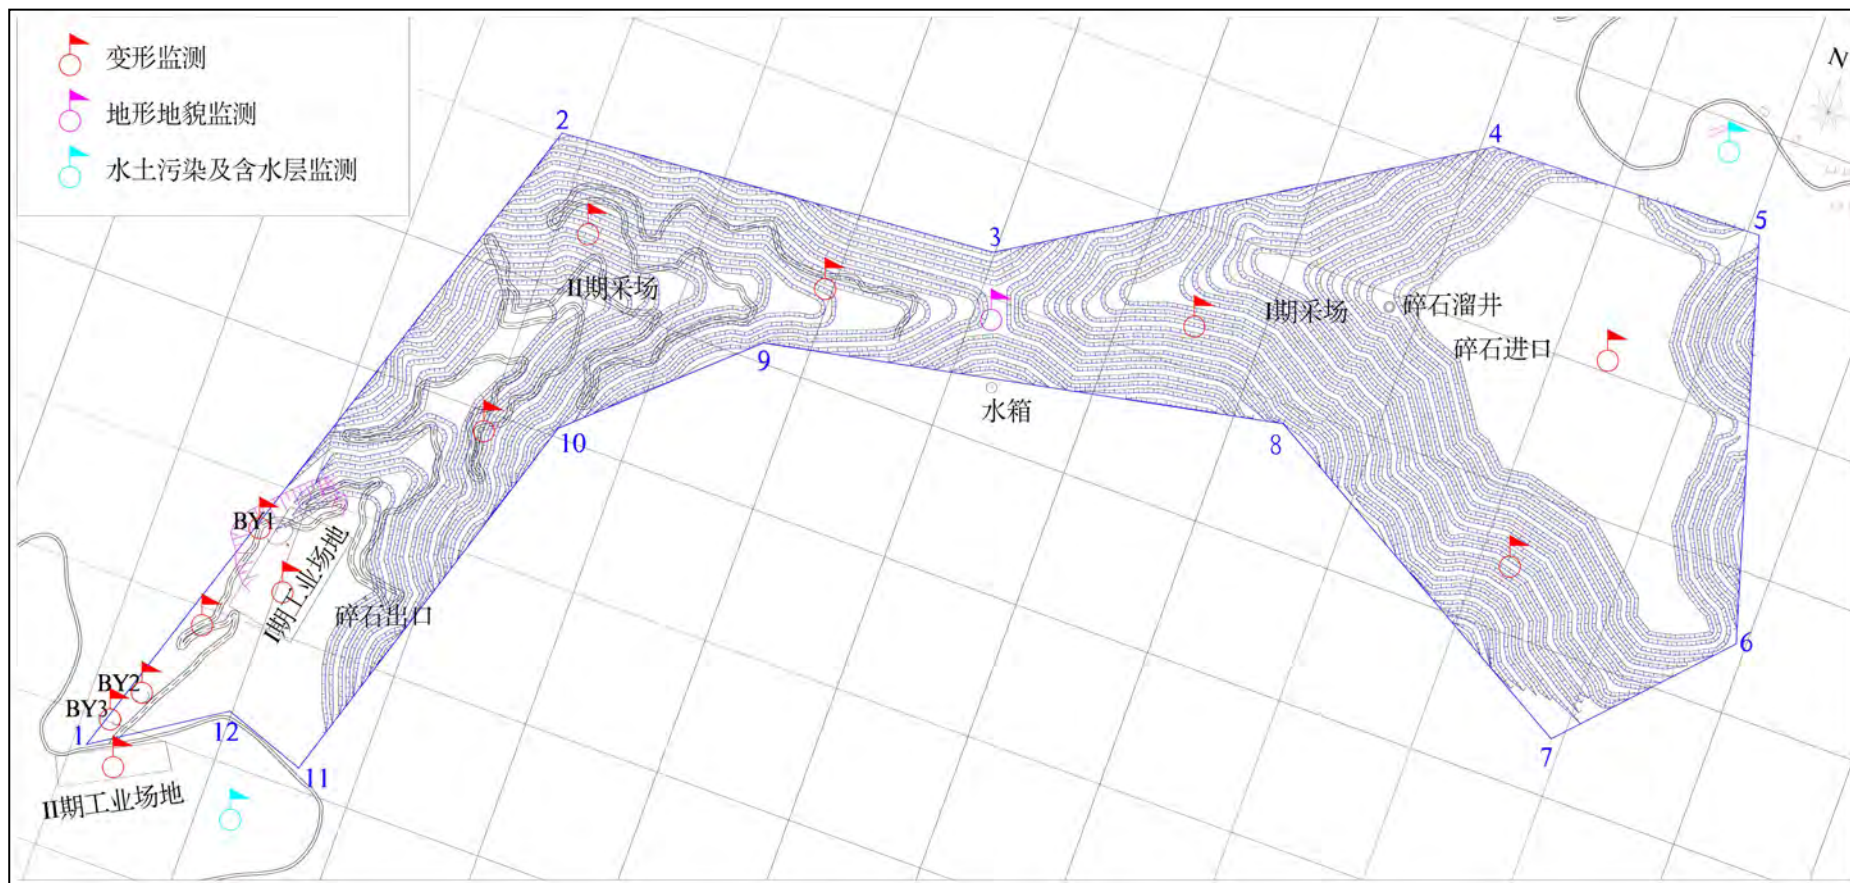 变形监测
地形地貌监测
水土污染及含水层监测
N
2
4
5
3
II期采场
I期采场
碎石溜井
碎石进口
9
水箱
10
8
BY1
I期工业场地
碎石出口
6
BY2
BY3
1
12
7
11
II期工业场地